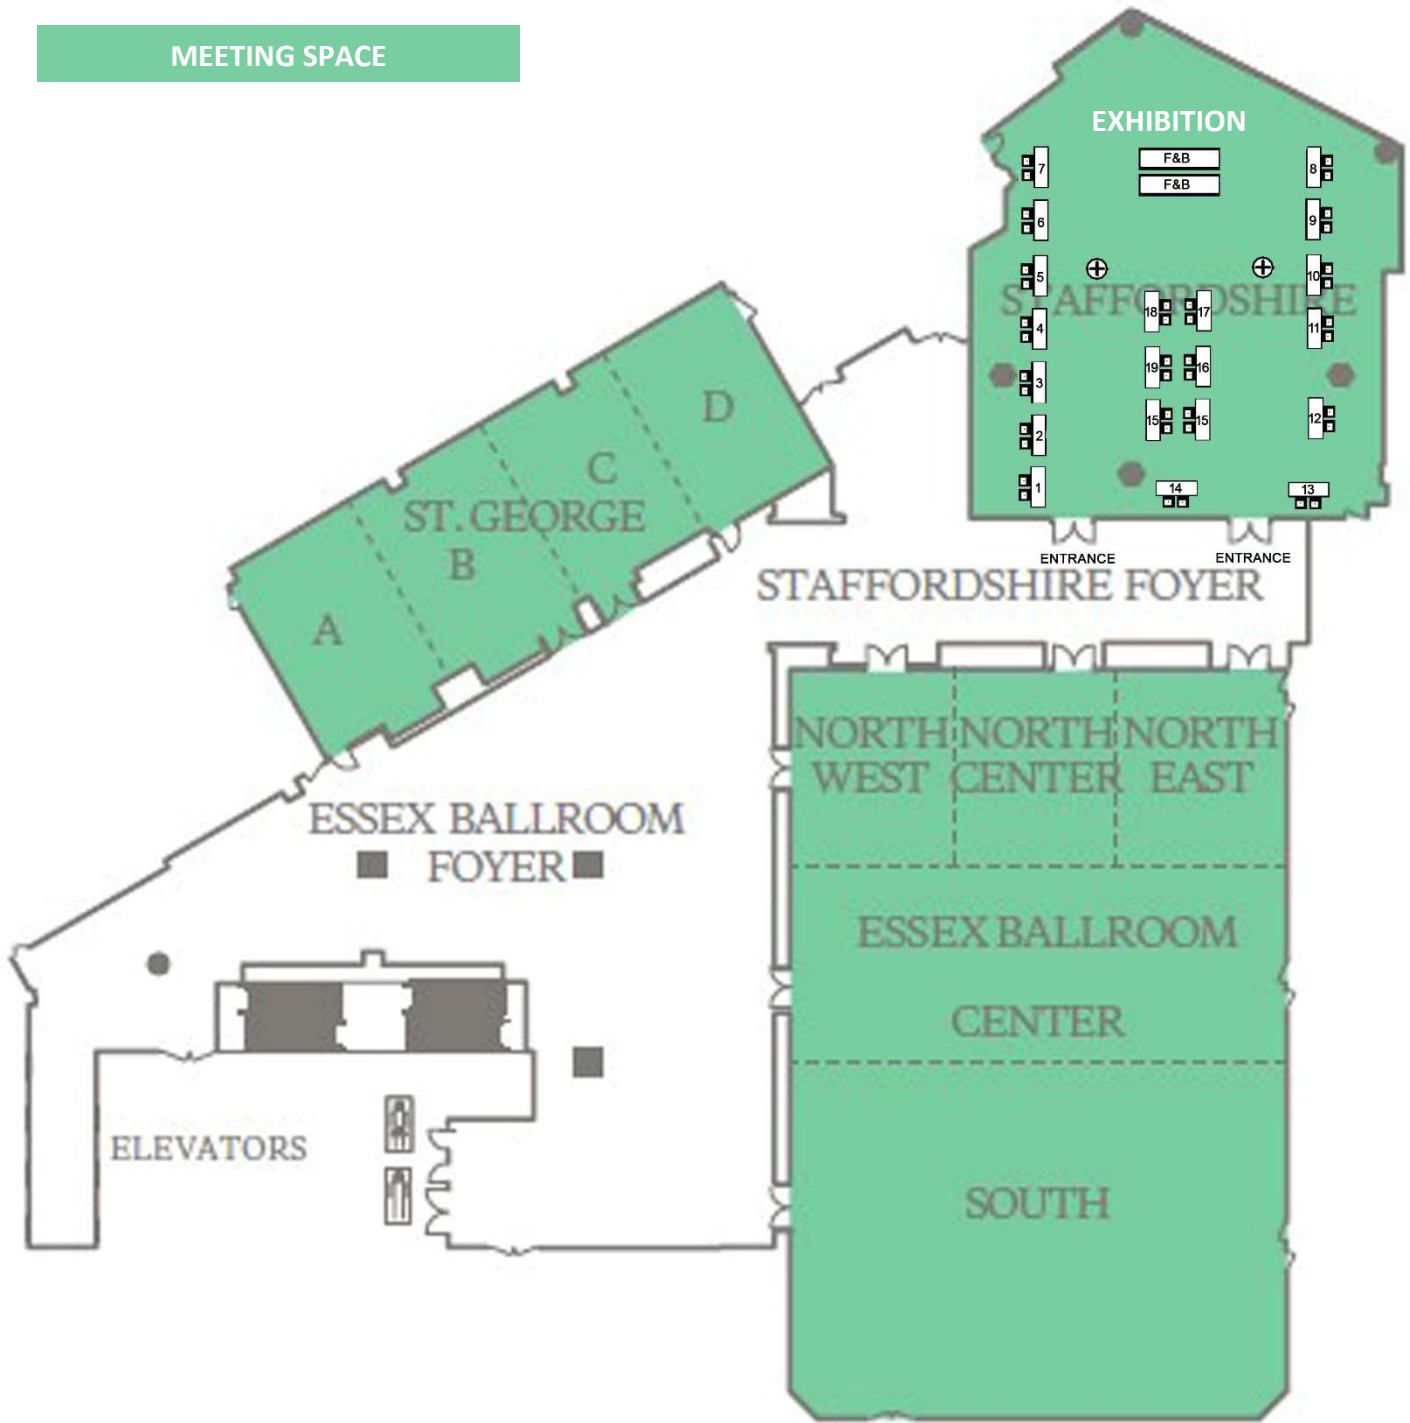 MEETING SPACE
EXHIBITION
F&B
F&B
7
8
6
9
5
10
STAFFORDSHIRE
18
17
4
11
19
16
3
15
15
12
2
1
14
13
ENTRANCE
ENTRANCE
STAFFORDSHIRE FOYER
D
C
ST. GEORGE
B
A
NORTH WEST
NORTH CENTER
NORTH EAST
ESSEX BALLROOM
FOYER
ESSEX BALLROOM
CENTER
ELEVATORS
SOUTH